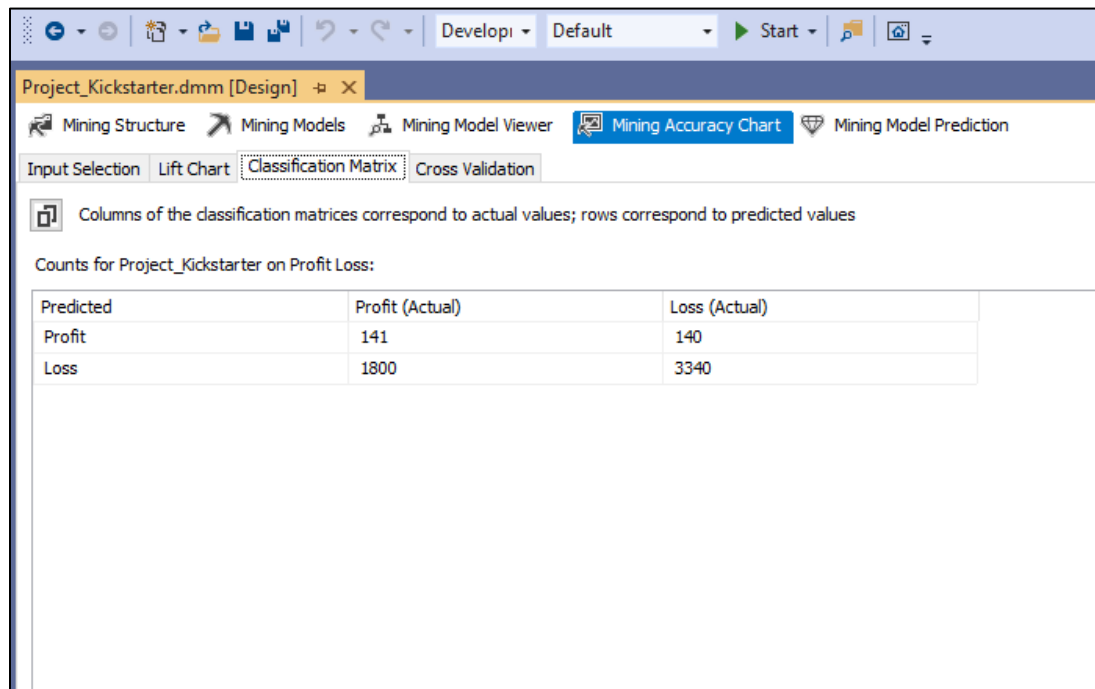 Developı Default Start
Project_Kickstarter.dmm [Design]
Mining Structure Mining Models Mining Model Viewer Mining Accuracy Chart Mining Model Prediction
Input Selection Lift Chart Classification Matrix Cross Validation
Columns of the classification matrices correspond to actual values; rows correspond to predicted values
Counts for Project_Kickstarter on Profit Loss:
Predicted Profit (Actual) Loss (Actual)
Profit 141 140
Loss 1800 3340